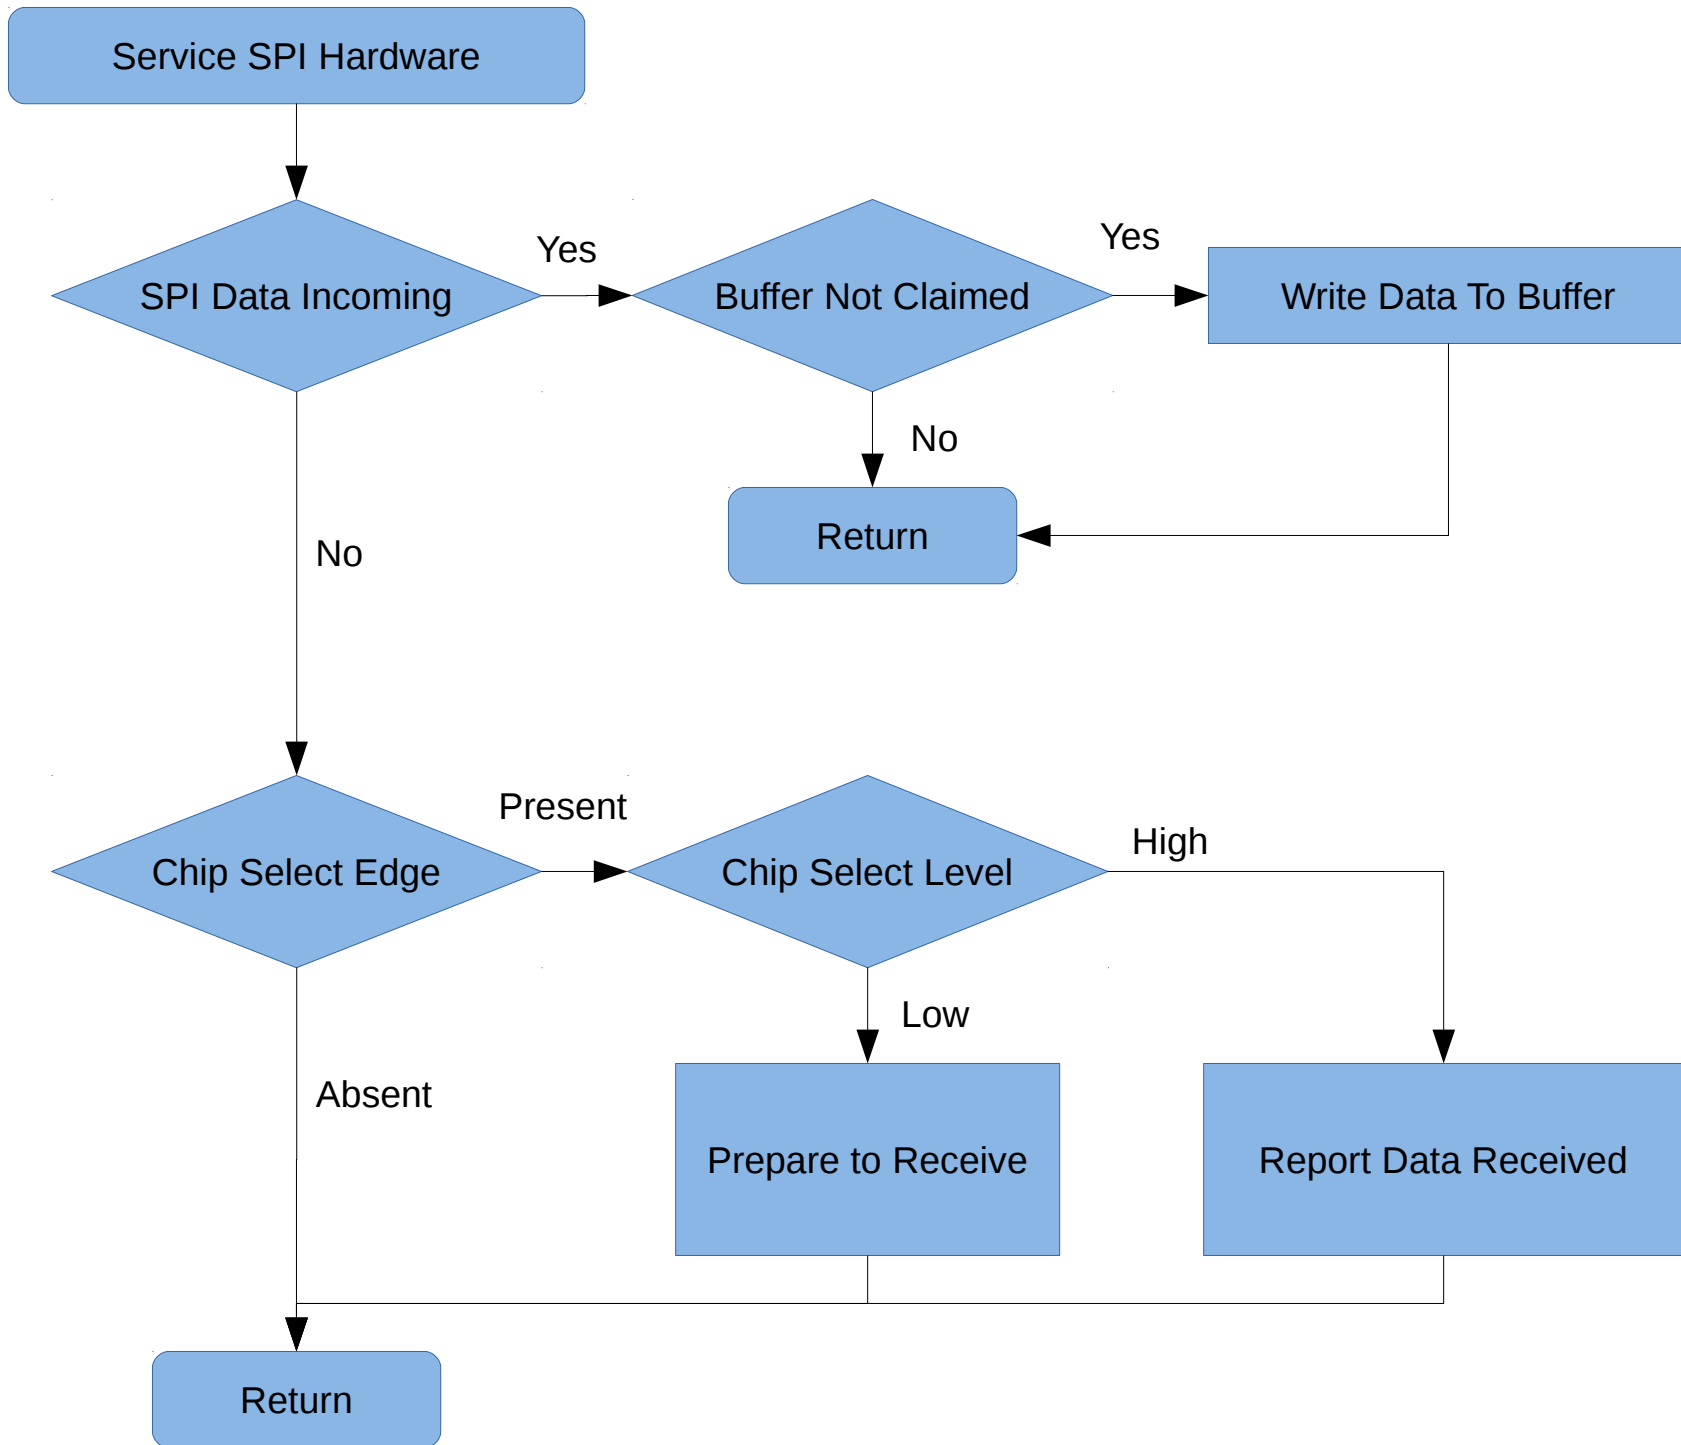 Service SPI Hardware
SPI Data Incoming
Yes
Buffer Not Claimed
Yes
Write Data To Buffer
No
Return
No
Chip Select Edge
Present
Chip Select Level
High
Low
Absent
Prepare to Receive
Report Data Received
Return